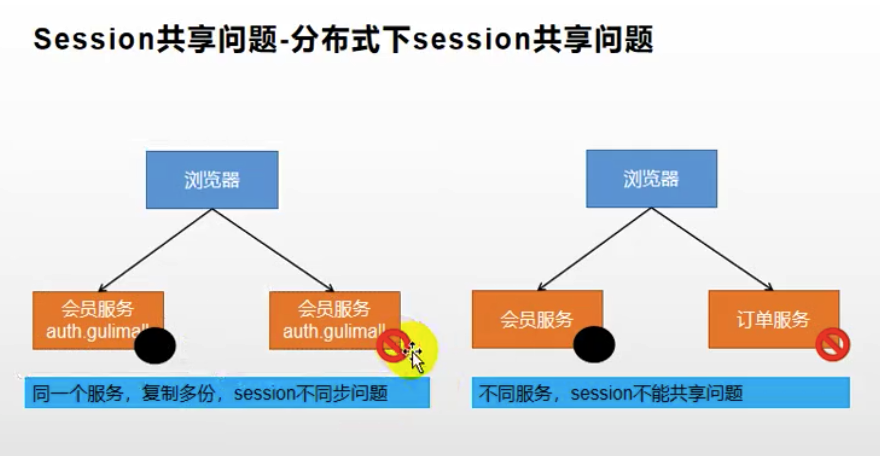 Session共享问题-分布式下session共享问题
浏览器
浏览器
会员服务
auth.gulimall
会员服务
auth.gulimall
会员服务
订单服务
同一个服务，复制多份，session不同步问题
不同服务，session不能共享问题